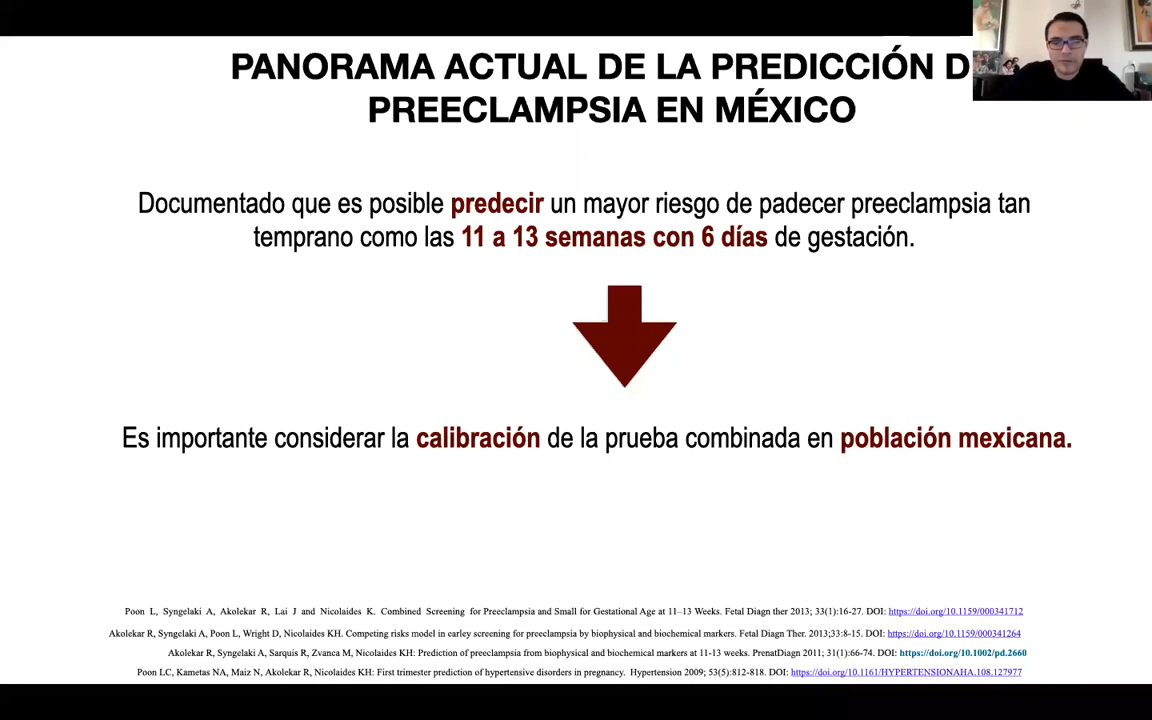 PANORAMA ACTUAL DE LA PREDICCIÓN D
PREECLAMPSIA EN MÉXICO
Documentado que es posible predecir un mayor riesgo de padecer preeclampsia tan
temprano como las 11 a 13 semanas con 6 días de gestación.
Es importante considerar la calibración de la prueba combinada en población mexicana.
Poon L, Syngelaki A, Akolekar R, Lai J and Nicolaides K. Combined Screening for Preeclampsia and Small for Gestational Age at 11–13 Weeks. Fetal Diagn ther 2013; 33(1):16-27. DOI: https://doi.org/10.1159/000341712
Akolekar R, Syngelaki A, Poon L, Wright D, Nicolaides KH. Competing risks model in earley screening for preeclampsia by biophysical and biochemical markers. Fetal Diagn Ther. 2013;33:8-15. DOI: https://doi.org/10.1159/000341264
Akolekar R, Syngelaki A, Sarquis R, Zvanca M, Nicolaides KH: Prediction of preeclampsia from biophysical and biochemical markers at 11-13 weeks. PrenatDiagn 2011; 31(1):66-74. DOI: https://doi.org/10.1002/pd.2660
Poon LC, Kametas NA, Maiz N, Akolekar R, Nicolaides KH: First trimester prediction of hypertensive disorders in pregnancy. Hypertension 2009; 53(5):812-818. DOI: https://doi.org/10.1161/HYPERTENSIONAHA.108.127977